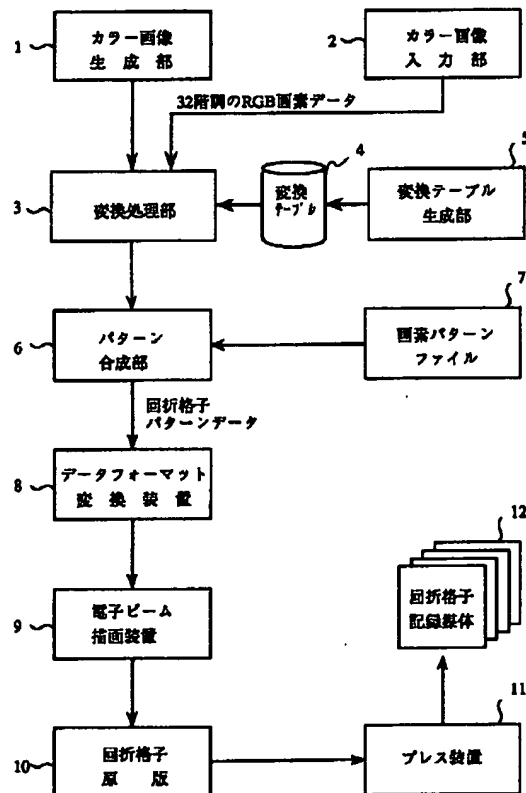 1
カラー画像
生成部
2
カラー画像
入力部
32階調のRGB画素データ
3
変換処理部
4
変換
テーブル
5
変換テーブル
生成部
6
パターン
合成部
7
画素パターン
ファイル
回折格子
パターンデータ
8
データフォーマット
変換装置
9
電子ビーム
描画装置
10
回折格子
原版
11
プレス装置
12
回折格子
記録媒体